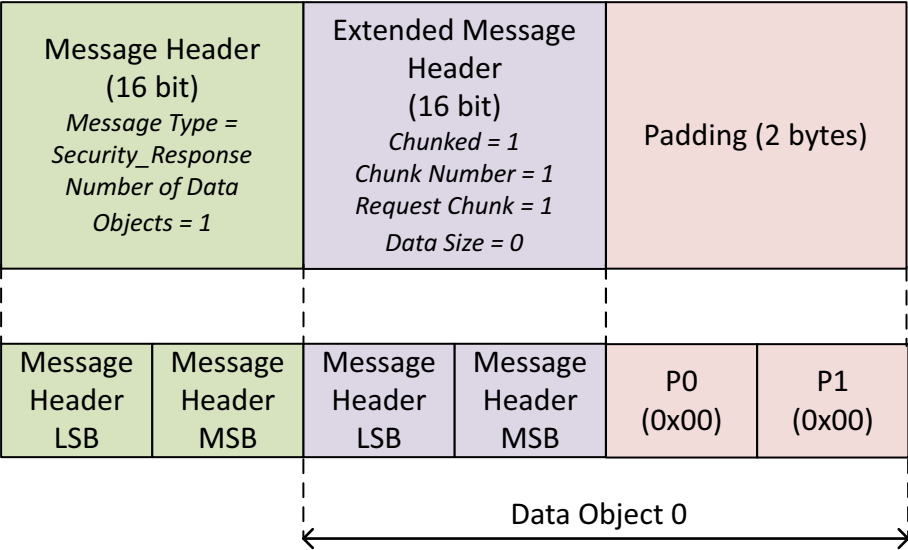 Message Header
(16 bit)
Message Type =
Security_Response
Number of Data
Objects = 1
Extended Message
Header
(16 bit)
Chunked = 1
Chunk Number = 1
Request Chunk = 1
Data Size = 0
Padding (2 bytes)
Message
Header
LSB
Message
Header
MSB
Message
Header
LSB
Message
Header
MSB
P0
(0x00)
P1
(0x00)
Data Object 0